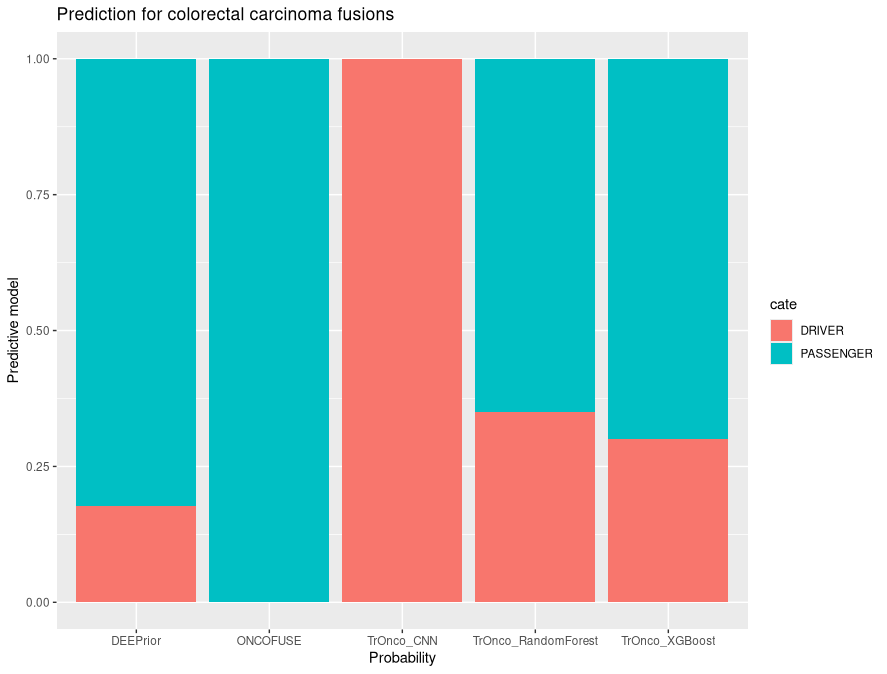 Prediction for colorectal carcinoma fusions
Predictive model
1.00
0.75
0.50
0.25
0.00
DEEPrior
ONCOFUSE
TrOnco_CNN
TrOnco_RandomForest
TrOnco_XGBoost
Probability
cate
DRIVER
PASSENGER